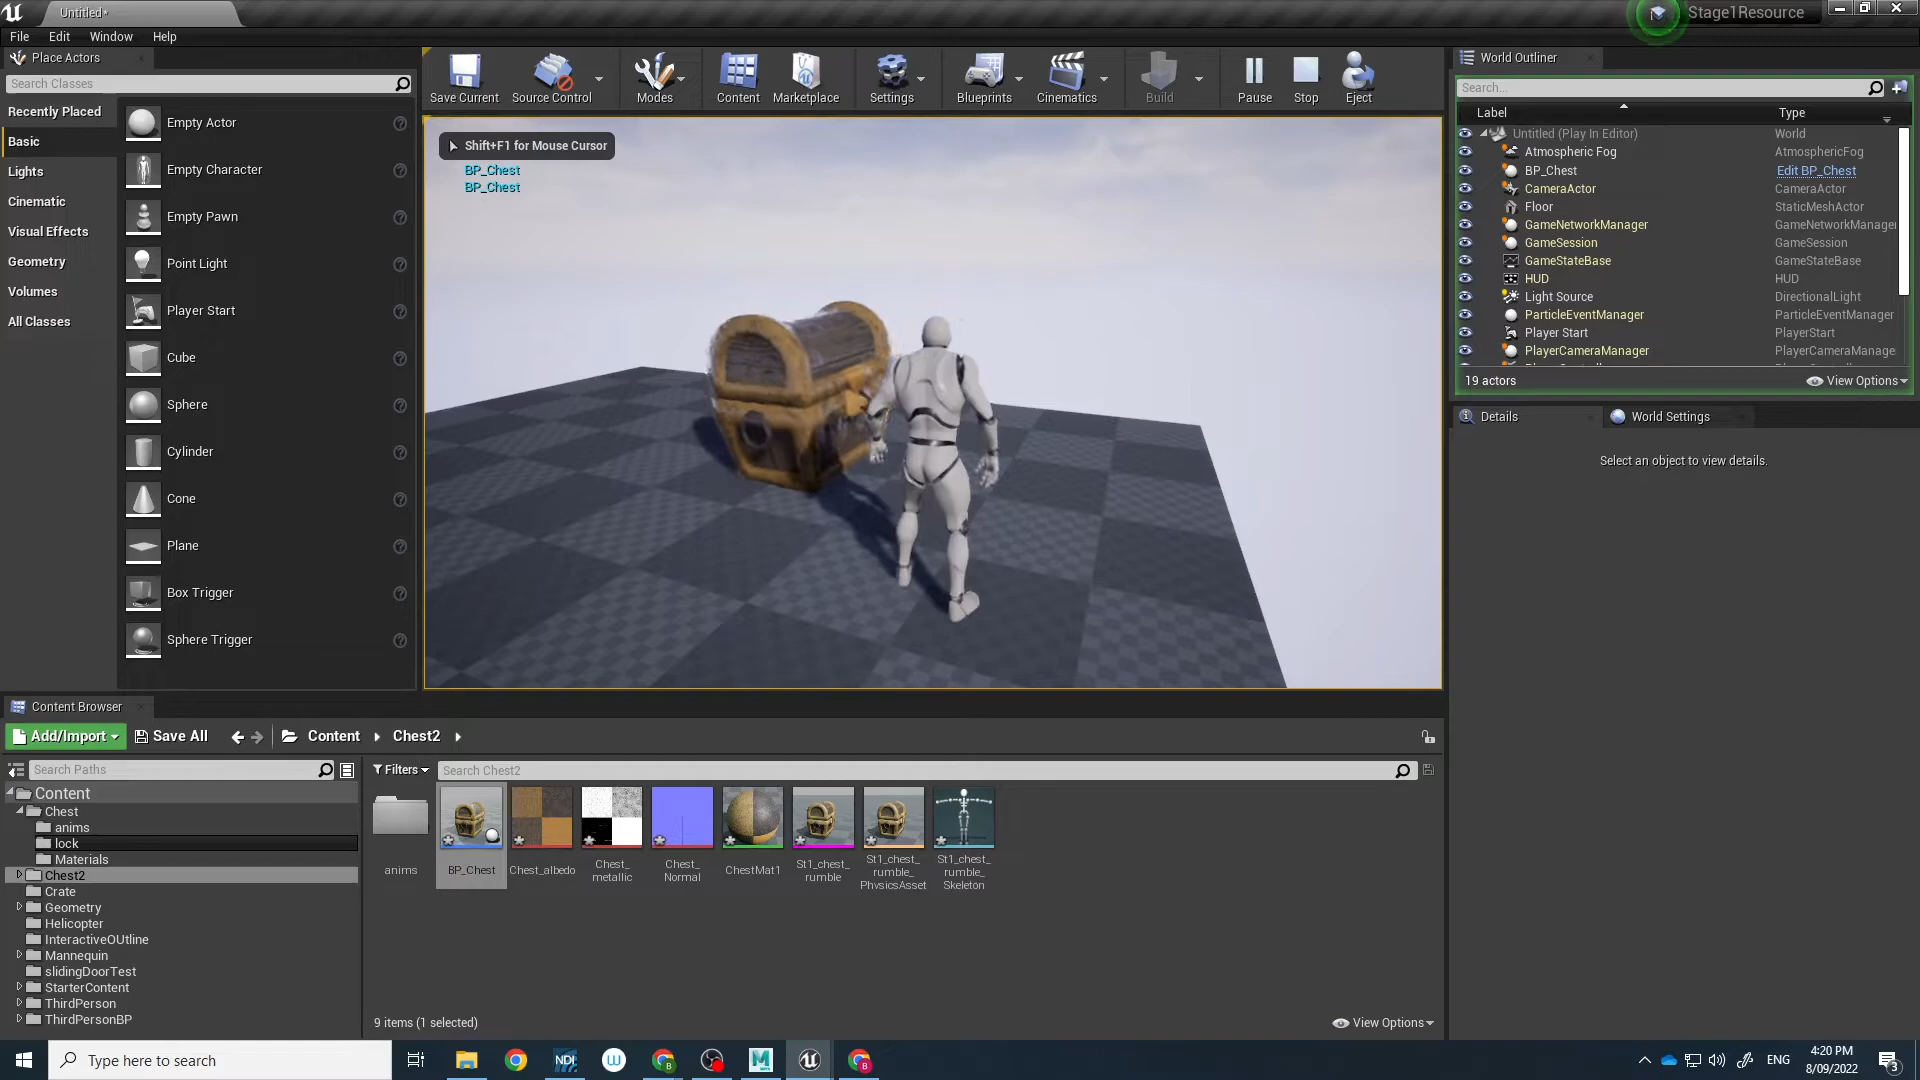 Untitled*
Stage1Resource
File Edit Window Help
Place Actors
Search Classes
Recently Placed
Basic
Lights
Cinematic
Visual Effects
Geometry
Volumes
All Classes
Empty Actor
Empty Character
Empty Pawn
Point Light
Player Start
Cube
Sphere
Cylinder
Cone
Plane
Box Trigger
Sphere Trigger
Save Current Source Control Modes Content Marketplace Settings Blueprints Cinematics Build Pause Stop Eject
Shift+F1 for Mouse Cursor
BP_Chest
BP_Chest
World Outliner
Search...
Label Type
Untitled (Play In Editor) World
Atmospheric Fog AtmosphericFog
BP_Chest Edit BP_Chest
CameraActor CameraActor
Floor StaticMeshActor
GameNetworkManager GameNetworkManager
GameSession GameSession
GameStateBase GameStateBase
HUD HUD
Light Source DirectionalLight
ParticleEventManager ParticleEventManager
Player Start PlayerStart
PlayerCameraManager PlayerCameraManage
19 actors View Options
Details World Settings
Select an object to view details.
Content Browser
Add/Import Save All Content Chest2
Search Paths
Content
Chest
anims
lock
Materials
Chest2
Crate
Geometry
Helicopter
InteractiveOUtline
Mannequin
slidingDoorTest
StarterContent
ThirdPerson
ThirdPersonBP
Filters Search Chest2
anims
BP_Chest
Chest_albedo
Chest_
metallic
Chest_
Normal
ChestMat1
St1_chest_
rumble
St1_chest_
rumble_
PhysicsAsset
St1_chest_
rumble_
Skeleton
9 items (1 selected) View Options
Type here to search
NDI
ENG
4:20 PM
8/09/2022
3